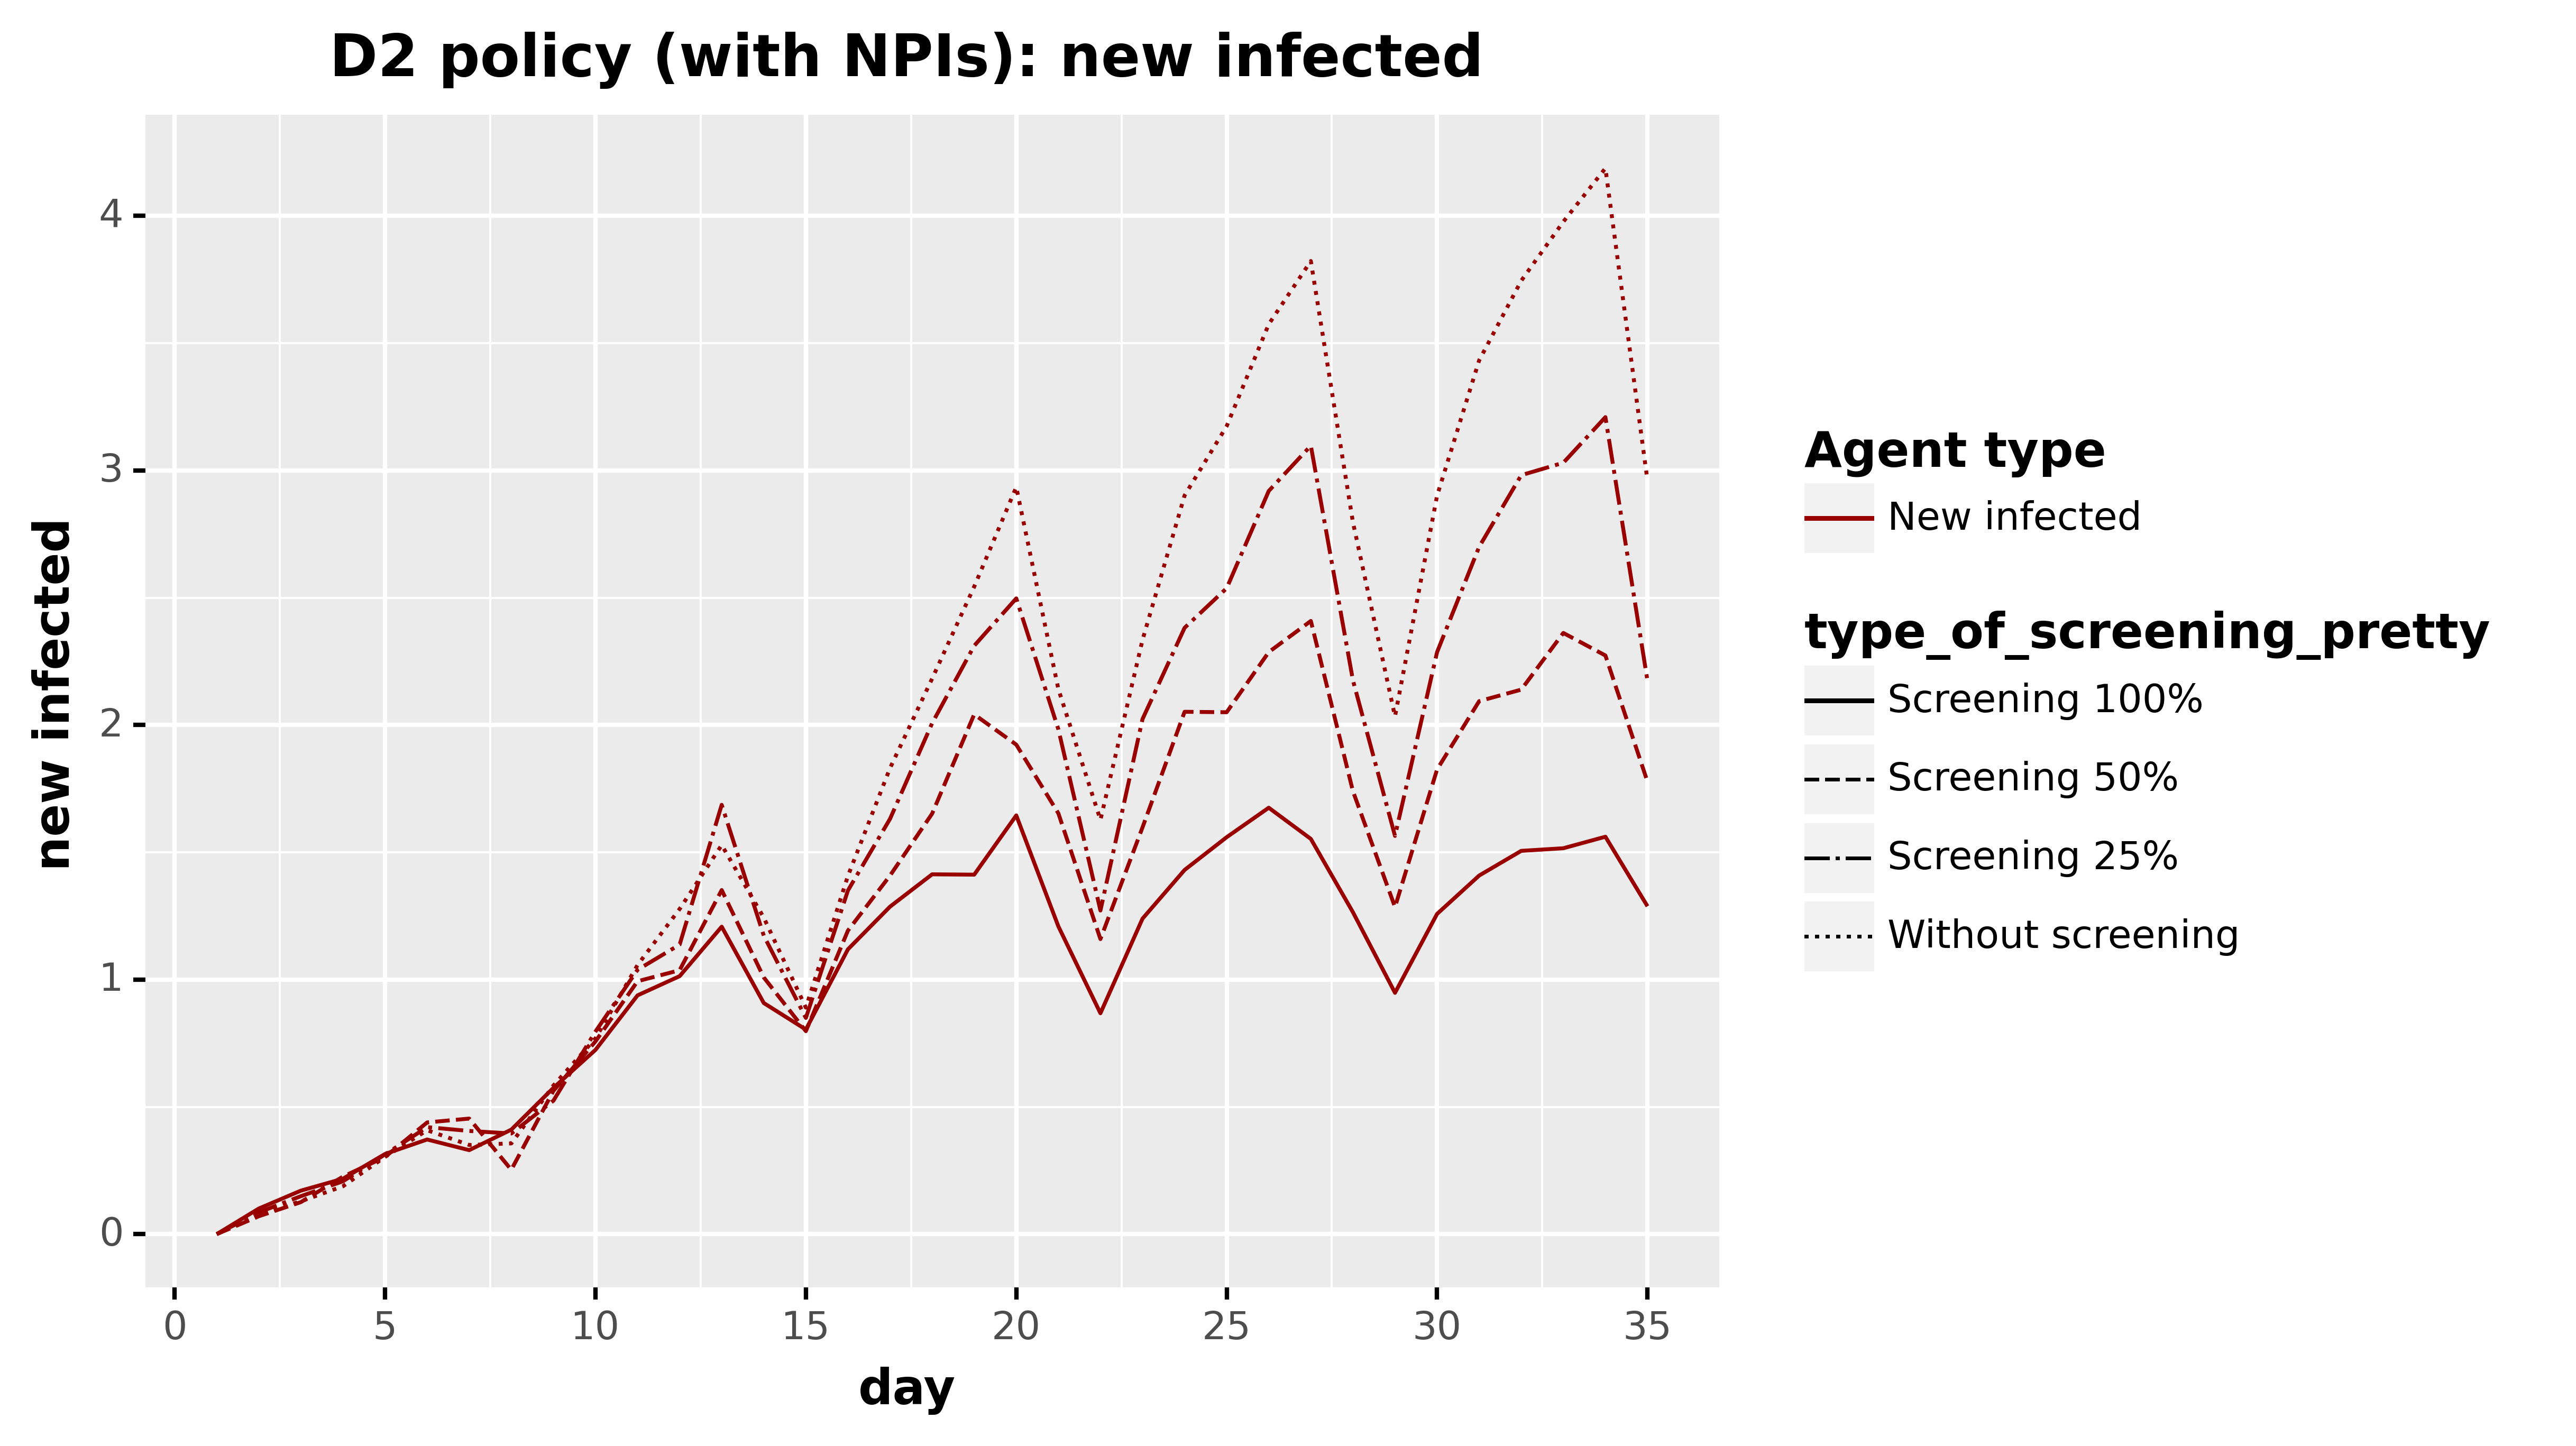 D2 policy (with NPIs): new infected
new infected
4
3
2
1
0
0 5 10 15 20 25 30 35
day
Agent type
New infected
type_of_screening_pretty
Screening 100%
Screening 50%
Screening 25%
Without screening